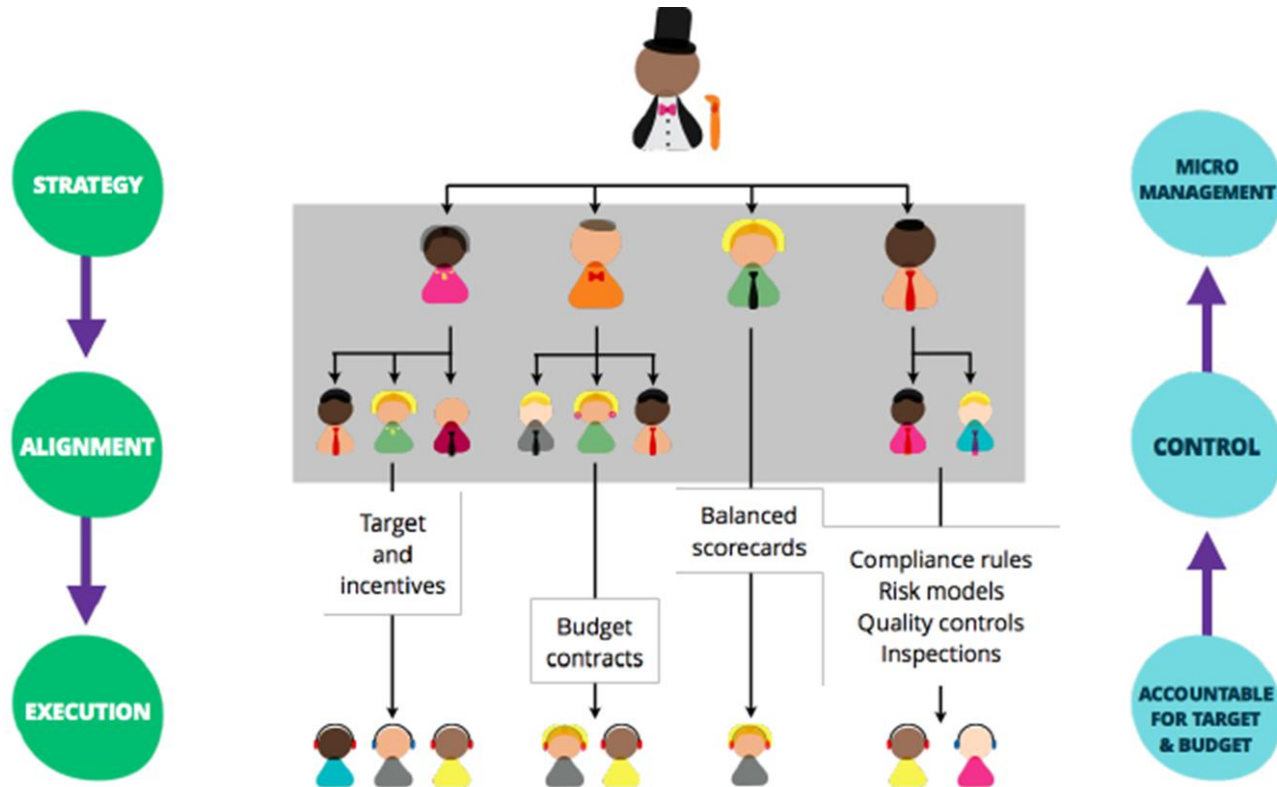 STRATEGY
ALIGNMENT
EXECUTION
Target
and
incentives
Budget
contracts
Balanced
scorecards
Compliance rules
Risk models
Quality controls
Inspections
MICRO
MANAGEMENT
CONTROL
ACCOUNTABLE
FOR TARGET
& BUDGET